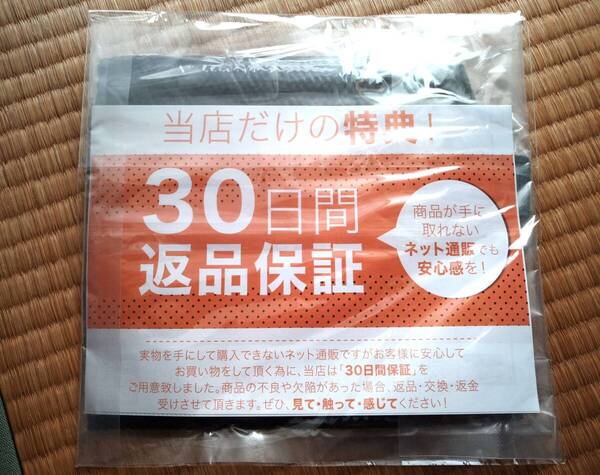 当店だけの特典！
30日間
返品保証
商品が手に
取れない
ネット通販でも
安心感を！
実物を手にして購入できないネット通販ですがお客様に安心して
お買い物をして頂く為に、当店は「30日間保証」を
ご用意致しました。商品の不良や欠陥があった場合、返品・交換・返金
受けさせて頂きます。ぜひ、見て・触って・感じてください！